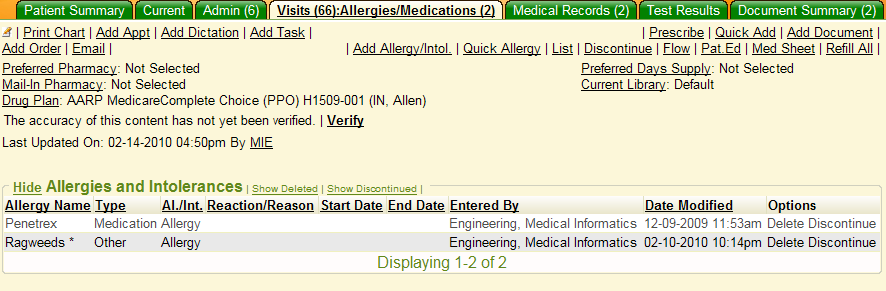 Patient Summary Current Admin (6) Visits (66):Allergies/Medications (2) Medical Records (2) Test Results Document Summary (2)
| Print Chart | Add Appt | Add Dictation | Add Task | | Prescribe | Quick Add | Add Document |
Add Order | Email | | Add Allergy/Intol. | Quick Allergy | List | Discontinue | Flow | Pat.Ed | Med Sheet | Refill All |
Preferred Pharmacy: Not Selected Preferred Days Supply: Not Selected
Mail-In Pharmacy: Not Selected Current Library: Default
Drug Plan: AARP MedicareComplete Choice (PPO) H1509-001 (IN, Allen)
The accuracy of this content has not yet been verified. | Verify
Last Updated On: 02-14-2010 04:50pm By MIE
Hide Allergies and Intolerances | Show Deleted | Show Discontinued |
Allergy Name Type Al./Int. Reaction/Reason Start Date End Date Entered By Date Modified Options
Penetrex Medication Allergy Engineering, Medical Informatics 12-09-2009 11:53am Delete Discontinue
Ragweeds * Other Allergy Engineering, Medical Informatics 02-10-2010 10:14pm Delete Discontinue
Displaying 1-2 of 2